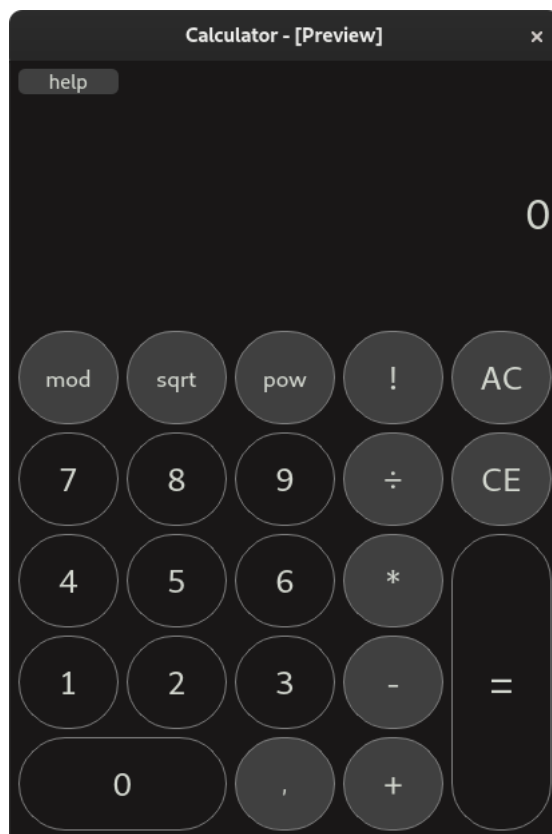 Calculator - [Preview] ×
help
0
mod sqrt pow ! AC
7 8 9 ÷ CE
4 5 6 *
1 2 3 - =
0 , +